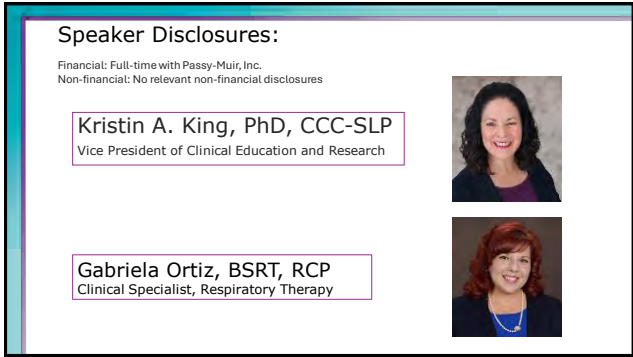 Speaker Disclosures:
Financial: Full-time with Passy-Muir, Inc.
Non-financial: No relevant non-financial disclosures
Kristin A. King, PhD, CCC-SLP
Vice President of Clinical Education and Research
Gabriela Ortiz, BSRT, RCP
Clinical Specialist, Respiratory Therapy